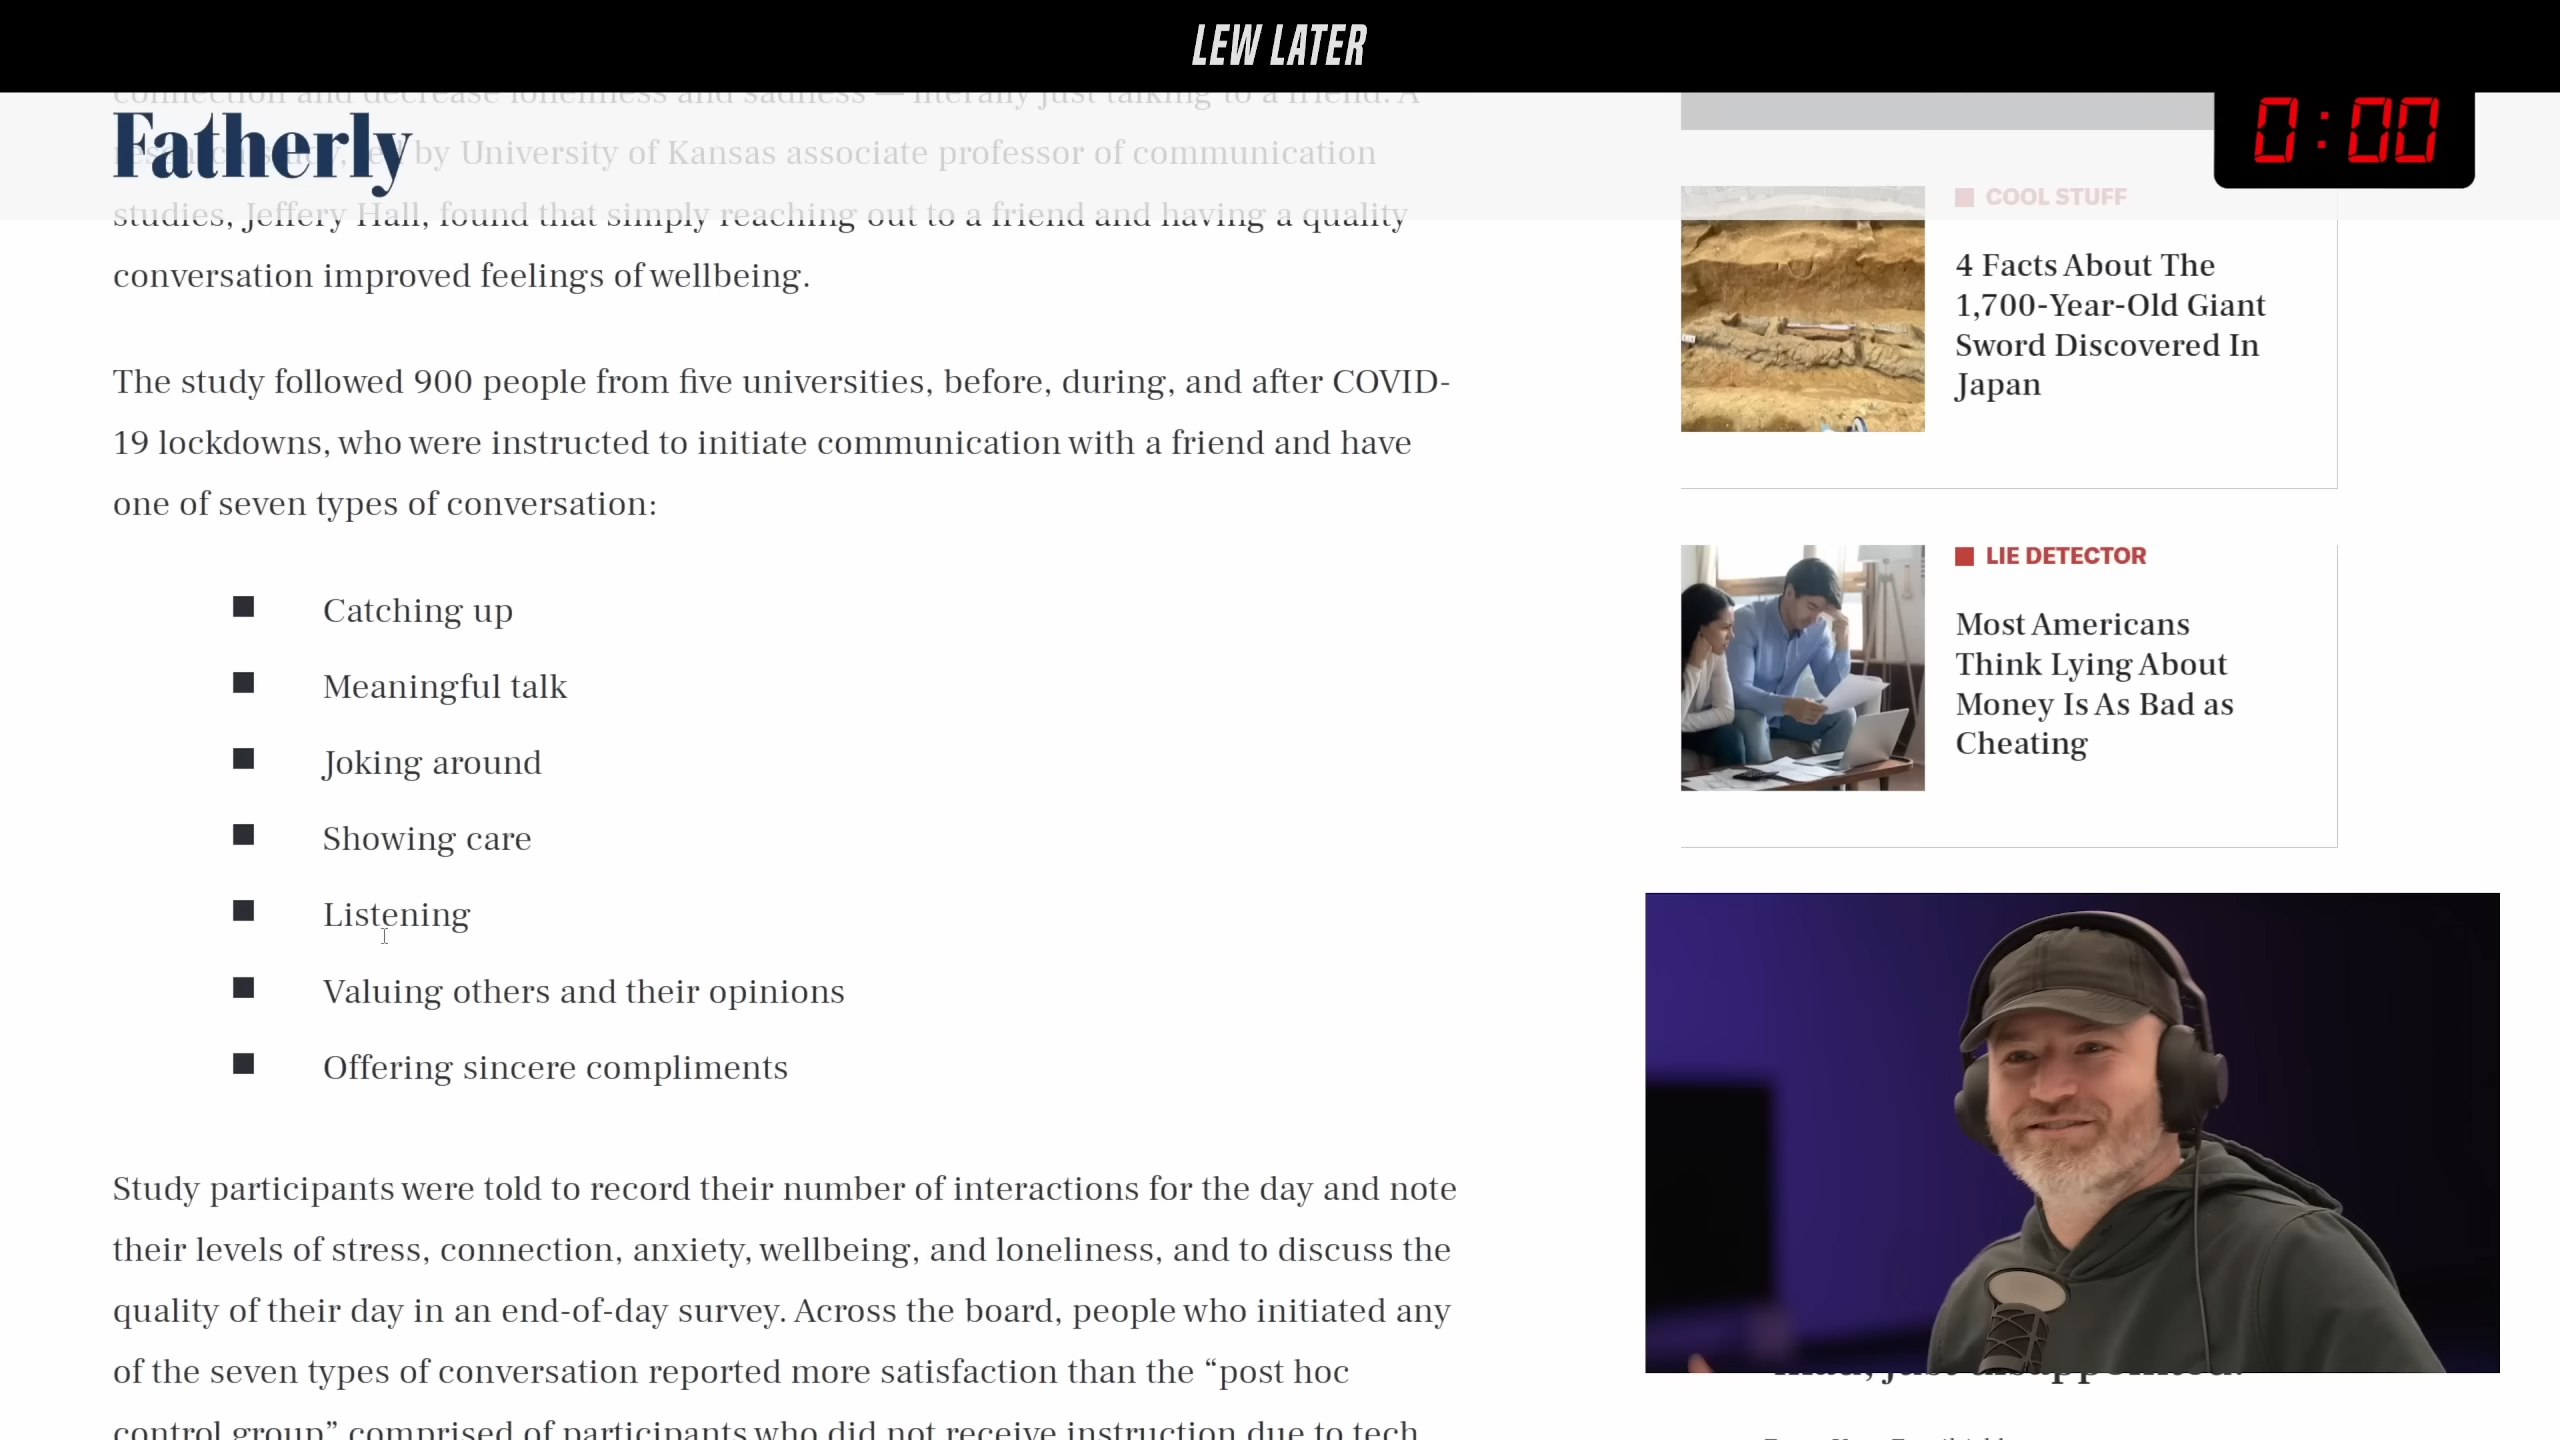 LEW LATER
connection and decrease loneliness and sadness — literally just talking to a friend. A
Fatherly
by University of Kansas associate professor of communication
studies, Jeffery Hall, found that simply reaching out to a friend and having a quality
conversation improved feelings of wellbeing.
The study followed 900 people from five universities, before, during, and after COVID-
19 lockdowns, who were instructed to initiate communication with a friend and have
one of seven types of conversation:
■ Catching up
■ Meaningful talk
■ Joking around
■ Showing care
■ Listening
■ Valuing others and their opinions
■ Offering sincere compliments
Study participants were told to record their number of interactions for the day and note
their levels of stress, connection, anxiety, wellbeing, and loneliness, and to discuss the
quality of their day in an end-of-day survey. Across the board, people who initiated any
of the seven types of conversation reported more satisfaction than the “post hoc
control group” comprised of participants who did not receive instruction due to tech
0:00
COOL STUFF
4 Facts About The
1,700-Year-Old Giant
Sword Discovered In
Japan
LIE DETECTOR
Most Americans
Think Lying About
Money Is As Bad as
Cheating